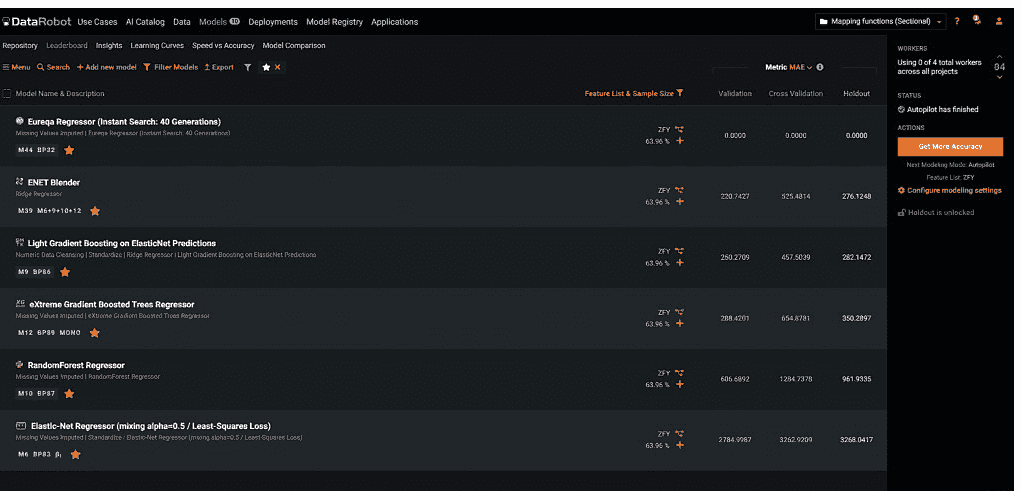 DataRobot Use Cases AI Catalog Data Models 10 Deployments Model Registry Applications Mapping functions (Sectional) ?
Repository Leaderboard Insights Learning Curves Speed vs Accuracy Model Comparison
Menu Search + Add new model Filter Models Export
Metric MAE
Model Name & Description Feature List & Sample Size Validation Cross Validation Holdout
Eureqa Regressor (Instant Search: 40 Generations)
Missing Values Imputed | Eureqa Regressor (Instant Search: 40 Generations)
M44 BP32
ZFY
63.96 % + 0.0000 0.0000 0.0000
ENET Blender
Ridge Regressor
M39 M6+9+10+12
ZFY
63.96 % + 220.7427 525.4814 276.1248
Light Gradient Boosting on ElasticNet Predictions
Numeric Data Cleansing | Standardize | Ridge Regressor | Light Gradient Boosting on ElasticNet Predictions
M9 BP86
ZFY
63.96 % + 250.2709 457.5039 282.1472
eXtreme Gradient Boosted Trees Regressor
Missing Values Imputed | eXtreme Gradient Boosted Trees Regressor
M12 BP89 MONO
ZFY
63.96 % + 288.4201 654.8781 350.2897
RandomForest Regressor
Missing Values Imputed | RandomForest Regressor
M10 BP87
ZFY
63.96 % + 606.6892 1284.7378 961.9335
Elastic-Net Regressor (mixing alpha=0.5 / Least-Squares Loss)
Missing Values Imputed | Standardize | Elastic-Net Regressor (mixing alpha=0.5 / Least-Squares Loss)
M6 BP83 βi
ZFY
63.96 % + 2784.9987 3262.9209 3268.0417
WORKERS
Using 0 of 4 total workers
across all projects
04
STATUS
Autopilot has finished
ACTIONS
Get More Accuracy
Next Modeling Mode: Autopilot
Feature List: ZFY
Configure modeling settings
Holdout is unlocked